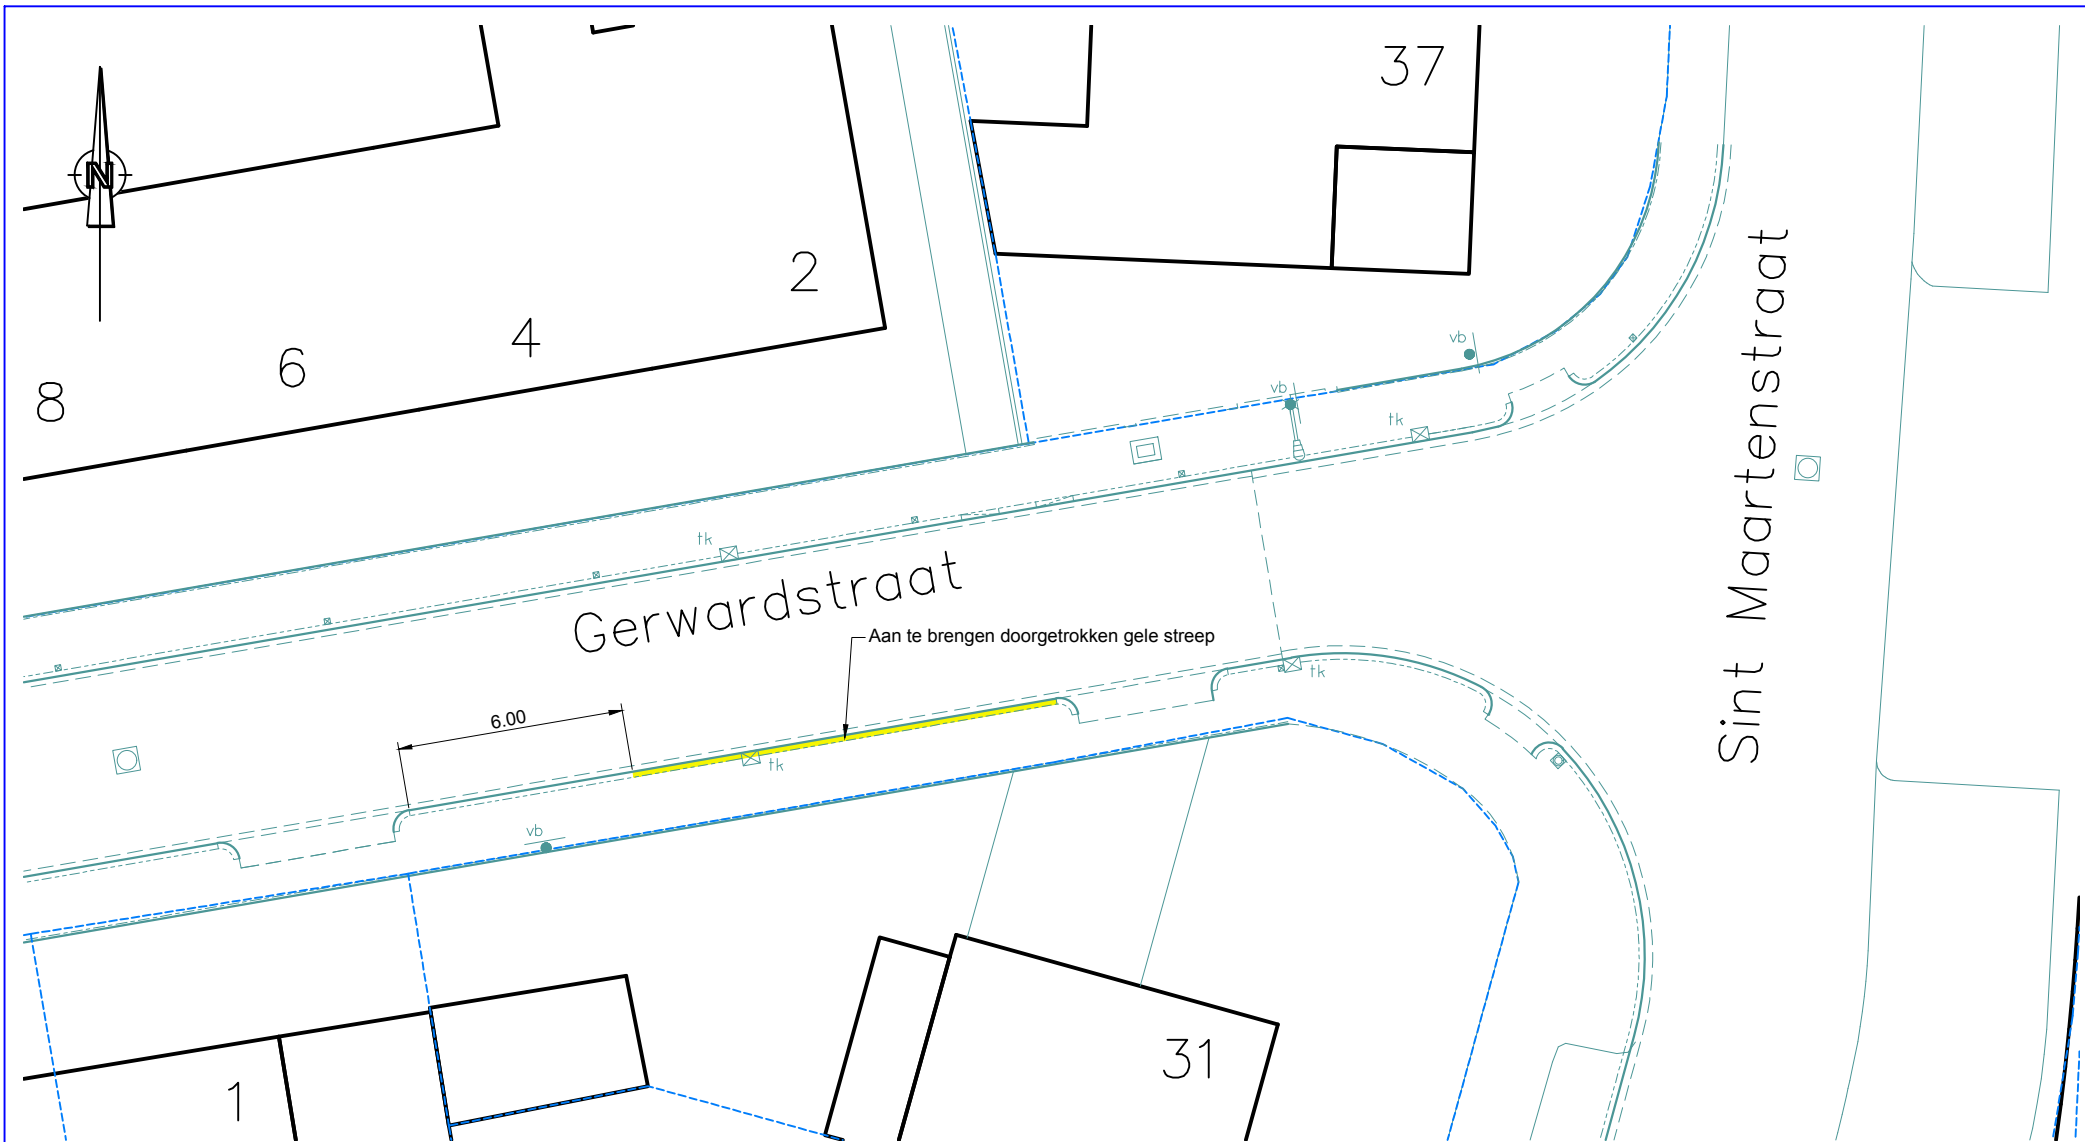 37
N
2
4
6
8
vb
vb
tk
tk
Gerwardstraat
Sint Maartenstraat
Aan te brengen doorgetrokken gele streep
tk
6.00
tk
vb
31
1